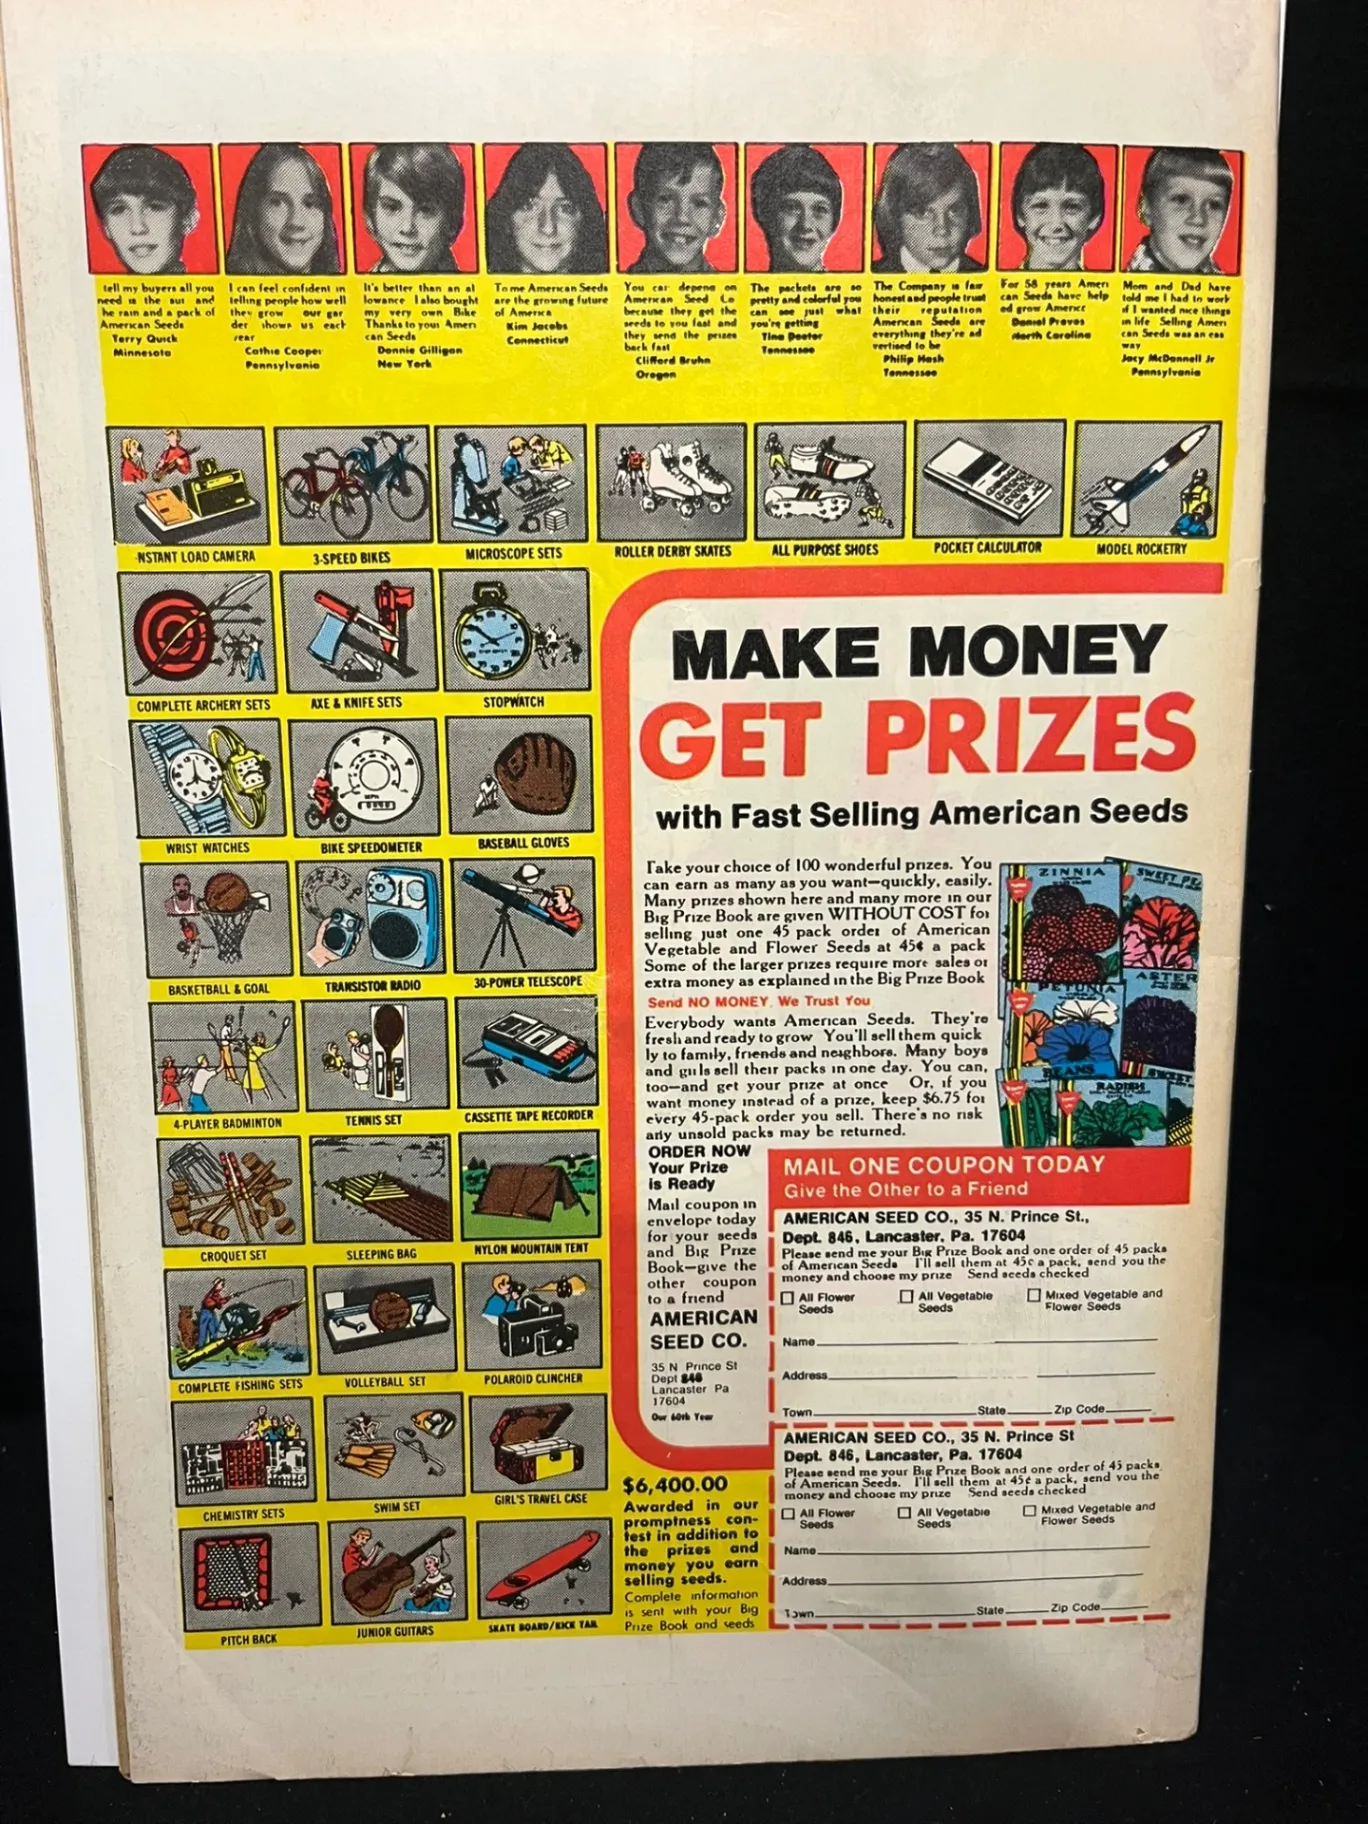 tell my buyers all you
need is the sun and
he rain and a pack of
American Seeds
Terry Quick
Minnesota
I can feel confident in
telling people how well
they grow our gar
der shows us each
year
Cathie Cooper
Pennsylvania
It's better than an al
lowance I also bought
my very own Bike
Thanks to your Ameri
can Seeds
Donnie Gilligan
New York
To me American Seeds
are the growing future
of America
Kim Jacobs
Connecticut
You can depend on
American Seed Co
because they get the
seeds to you fast and
they send the prizes
back fast
Clifford Bruhn
Oregon
The packets are so
pretty and colorful you
can see just what
you're getting
Tina
Tennessee
The Company is fair
honest and people trust
their reputation
American Seeds are
everything they're ad
vertised to be
Philip Hash
Tennessee
For 58 years Ameri
can Seeds have help
ed grow America
Daniel
North Carolina
Mom and Dad have
told me I had to work
if I wanted nice things
in life Selling Ameri
can Seeds was an eas
way
Jacy McDonnell Jr
Pennsylvania
NSTANT LOAD CAMERA
3-SPEED BIKES
MICROSCOPE SETS
ROLLER DERBY SKATES
ALL PURPOSE SHOES
POCKET CALCULATOR
MODEL ROCKETRY
COMPLETE ARCHERY SETS
AXE & KNIFE SETS
STOPWATCH
WRIST WATCHES
BIKE SPEEDOMETER
BASEBALL GLOVES
BASKETBALL & GOAL
TRANSISTOR RADIO
30-POWER TELESCOPE
4-PLAYER BADMINTON
TENNIS SET
CASSETTE TAPE RECORDER
CROQUET SET
SLEEPING BAG
NYLON MOUNTAIN TENT
COMPLETE FISHING SETS
VOLLEYBALL SET
POLAROID CLINCHER
CHEMISTRY SETS
SWIM SET
GIRL'S TRAVEL CASE
PITCH BACK
JUNIOR GUITARS
SKATE BOARD/KICK TAIL
MAKE MONEY
GET PRIZES
with Fast Selling American Seeds
Take your choice of 100 wonderful prizes. You
can earn as many as you want—quickly, easily.
Many prizes shown here and many more in our
Big Prize Book are given WITHOUT COST for
selling just one 45 pack order of American
Vegetable and Flower Seeds at 45¢ a pack
Some of the larger prizes require more sales or
extra money as explained in the Big Prize Book
Send NO MONEY. We Trust You
Everybody wants American Seeds. They're
fresh and ready to grow You'll sell them quick
ly to family, friends and neighbors. Many boys
and girls sell their packs in one day. You can,
too—and get your prize at once Or, if you
want money instead of a prize, keep $6.75 for
every 45-pack order you sell. There's no risk
any unsold packs may be returned.
ZINNIA
SWEET PE
ASTER
PETUNIA
BEANS
RADISH
SWEET
ORDER NOW
Your Prize
is Ready
Mail coupon in
envelope today
for your seeds
and Big Prize
Book—give the
other coupon
to a friend
AMERICAN
SEED CO.
35 N Prince St
Dept 846
Lancaster Pa
17604
Our 60th Year
$6,400.00
Awarded in our
promptness con-
test in addition to
the prizes and
money you earn
selling seeds.
Complete information
is sent with your Big
Prize Book and seeds
MAIL ONE COUPON TODAY
Give the Other to a Friend
AMERICAN SEED CO., 35 N. Prince St.,
Dept. 846, Lancaster, Pa. 17604
Please send me your Big Prize Book and one order of 45 packs
of American Seeds I'll sell them at 45¢ a pack, send you the
money and choose my prize Send seeds checked
All Flower Seeds
All Vegetable Seeds
Mixed Vegetable and Flower Seeds
Name
Address
Town State Zip Code
AMERICAN SEED CO., 35 N. Prince St
Dept. 846, Lancaster, Pa. 17604
Please send me your Big Prize Book and one order of 45 packs
of American Seeds. I'll sell them at 45¢ a pack, send you the
money and choose my prize Send seeds checked
All Flower Seeds
All Vegetable Seeds
Mixed Vegetable and Flower Seeds
Name
Address
Town State Zip Code